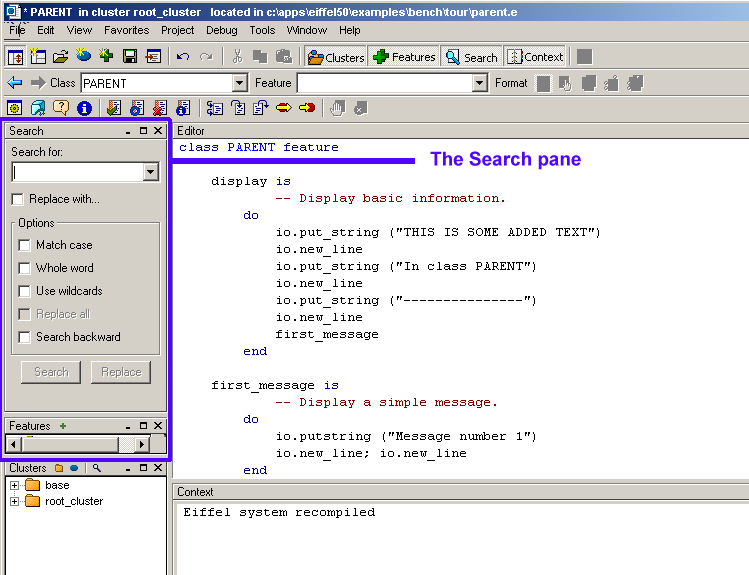 * PARENT in cluster root_cluster located in c:\apps\eiffel50\examples\bench\tour\parent.e
File Edit View Favorites Project Debug Tools Window Help
Clusters Features Search Context
Class PARENT Feature Format
Search
Search for:
Replace with...
Options
Match case
Whole word
Use wildcards
Replace all
Search backward
Search Replace
Features
Clusters
base
root_cluster
Editor
class PARENT feature
The Search pane
display is
-- Display basic information.
do
io.put_string ("THIS IS SOME ADDED TEXT")
io.new_line
io.put_string ("In class PARENT")
io.new_line
io.put_string ("---------------")
io.new_line
first_message
end
first_message is
-- Display a simple message.
do
io.putstring ("Message number 1")
io.new_line; io.new_line
end
Context
Eiffel system recompiled